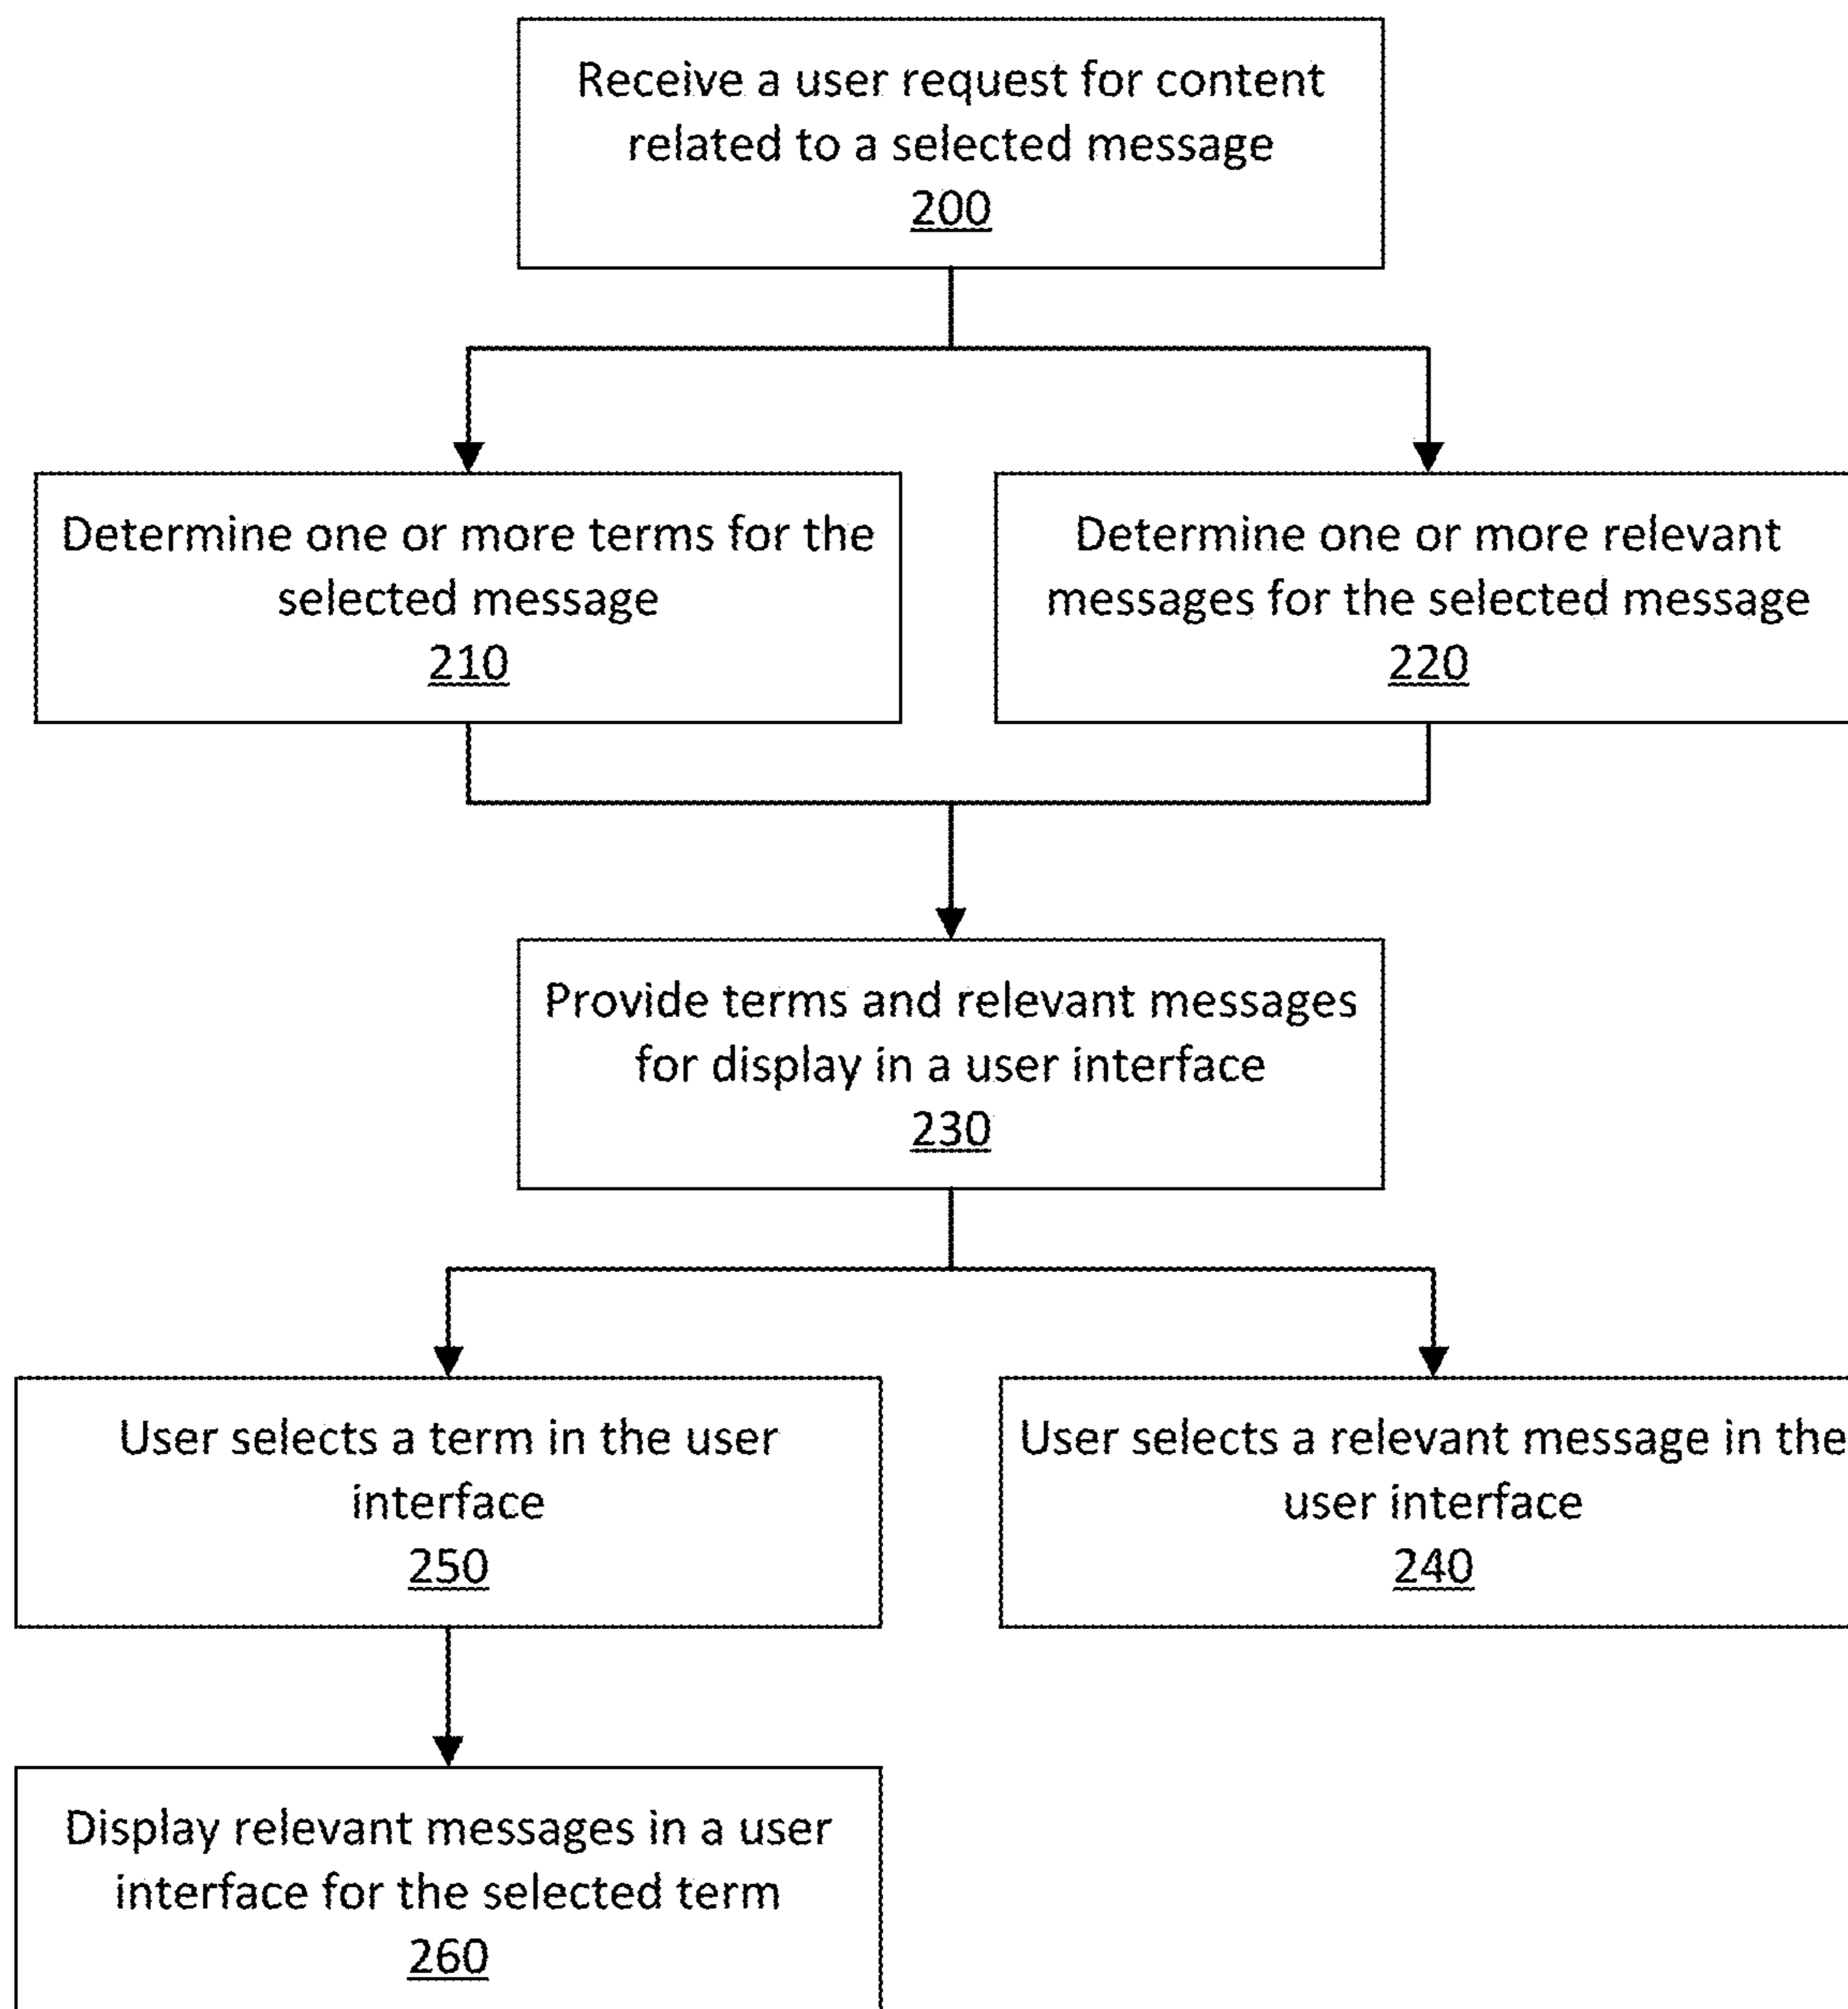 Receive a user request for content
related to a selected message
200
Determine one or more terms for the
selected message
210
Determine one or more relevant
messages for the selected message
220
Provide terms and relevant messages
for display in a user interface
230
User selects a term in the user
interface
250
User selects a relevant message in the
user interface
240
Display relevant messages in a user
interface for the selected term
260